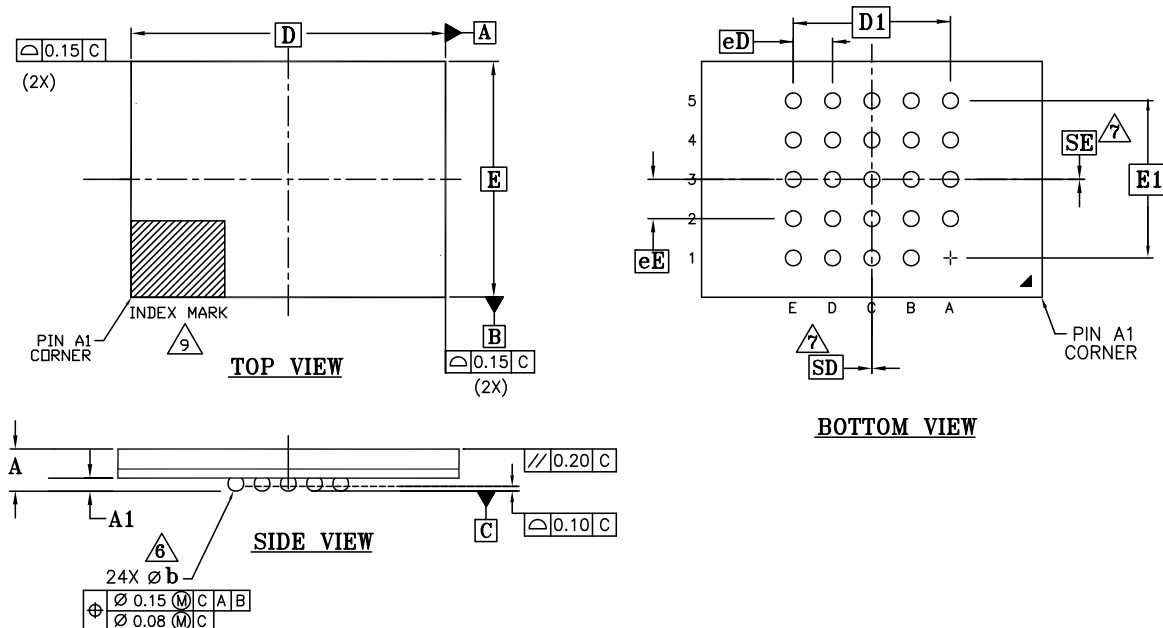 D
A
⌓ 0.15 C
(2X)
E
INDEX MARK
9
PIN A1
CORNER
B
⌓ 0.15 C
(2X)
TOP VIEW
D1
eD
5
4
3
2
1
SE
7
E1
eE
E D C B A
7
SD
PIN A1
CORNER
BOTTOM VIEW
A
A1
// 0.20 C
C
⌓ 0.10 C
SIDE VIEW
6
24X ⌀ b
⌖ ⌀ 0.15 Ⓜ C A B
⌀ 0.08 Ⓜ C